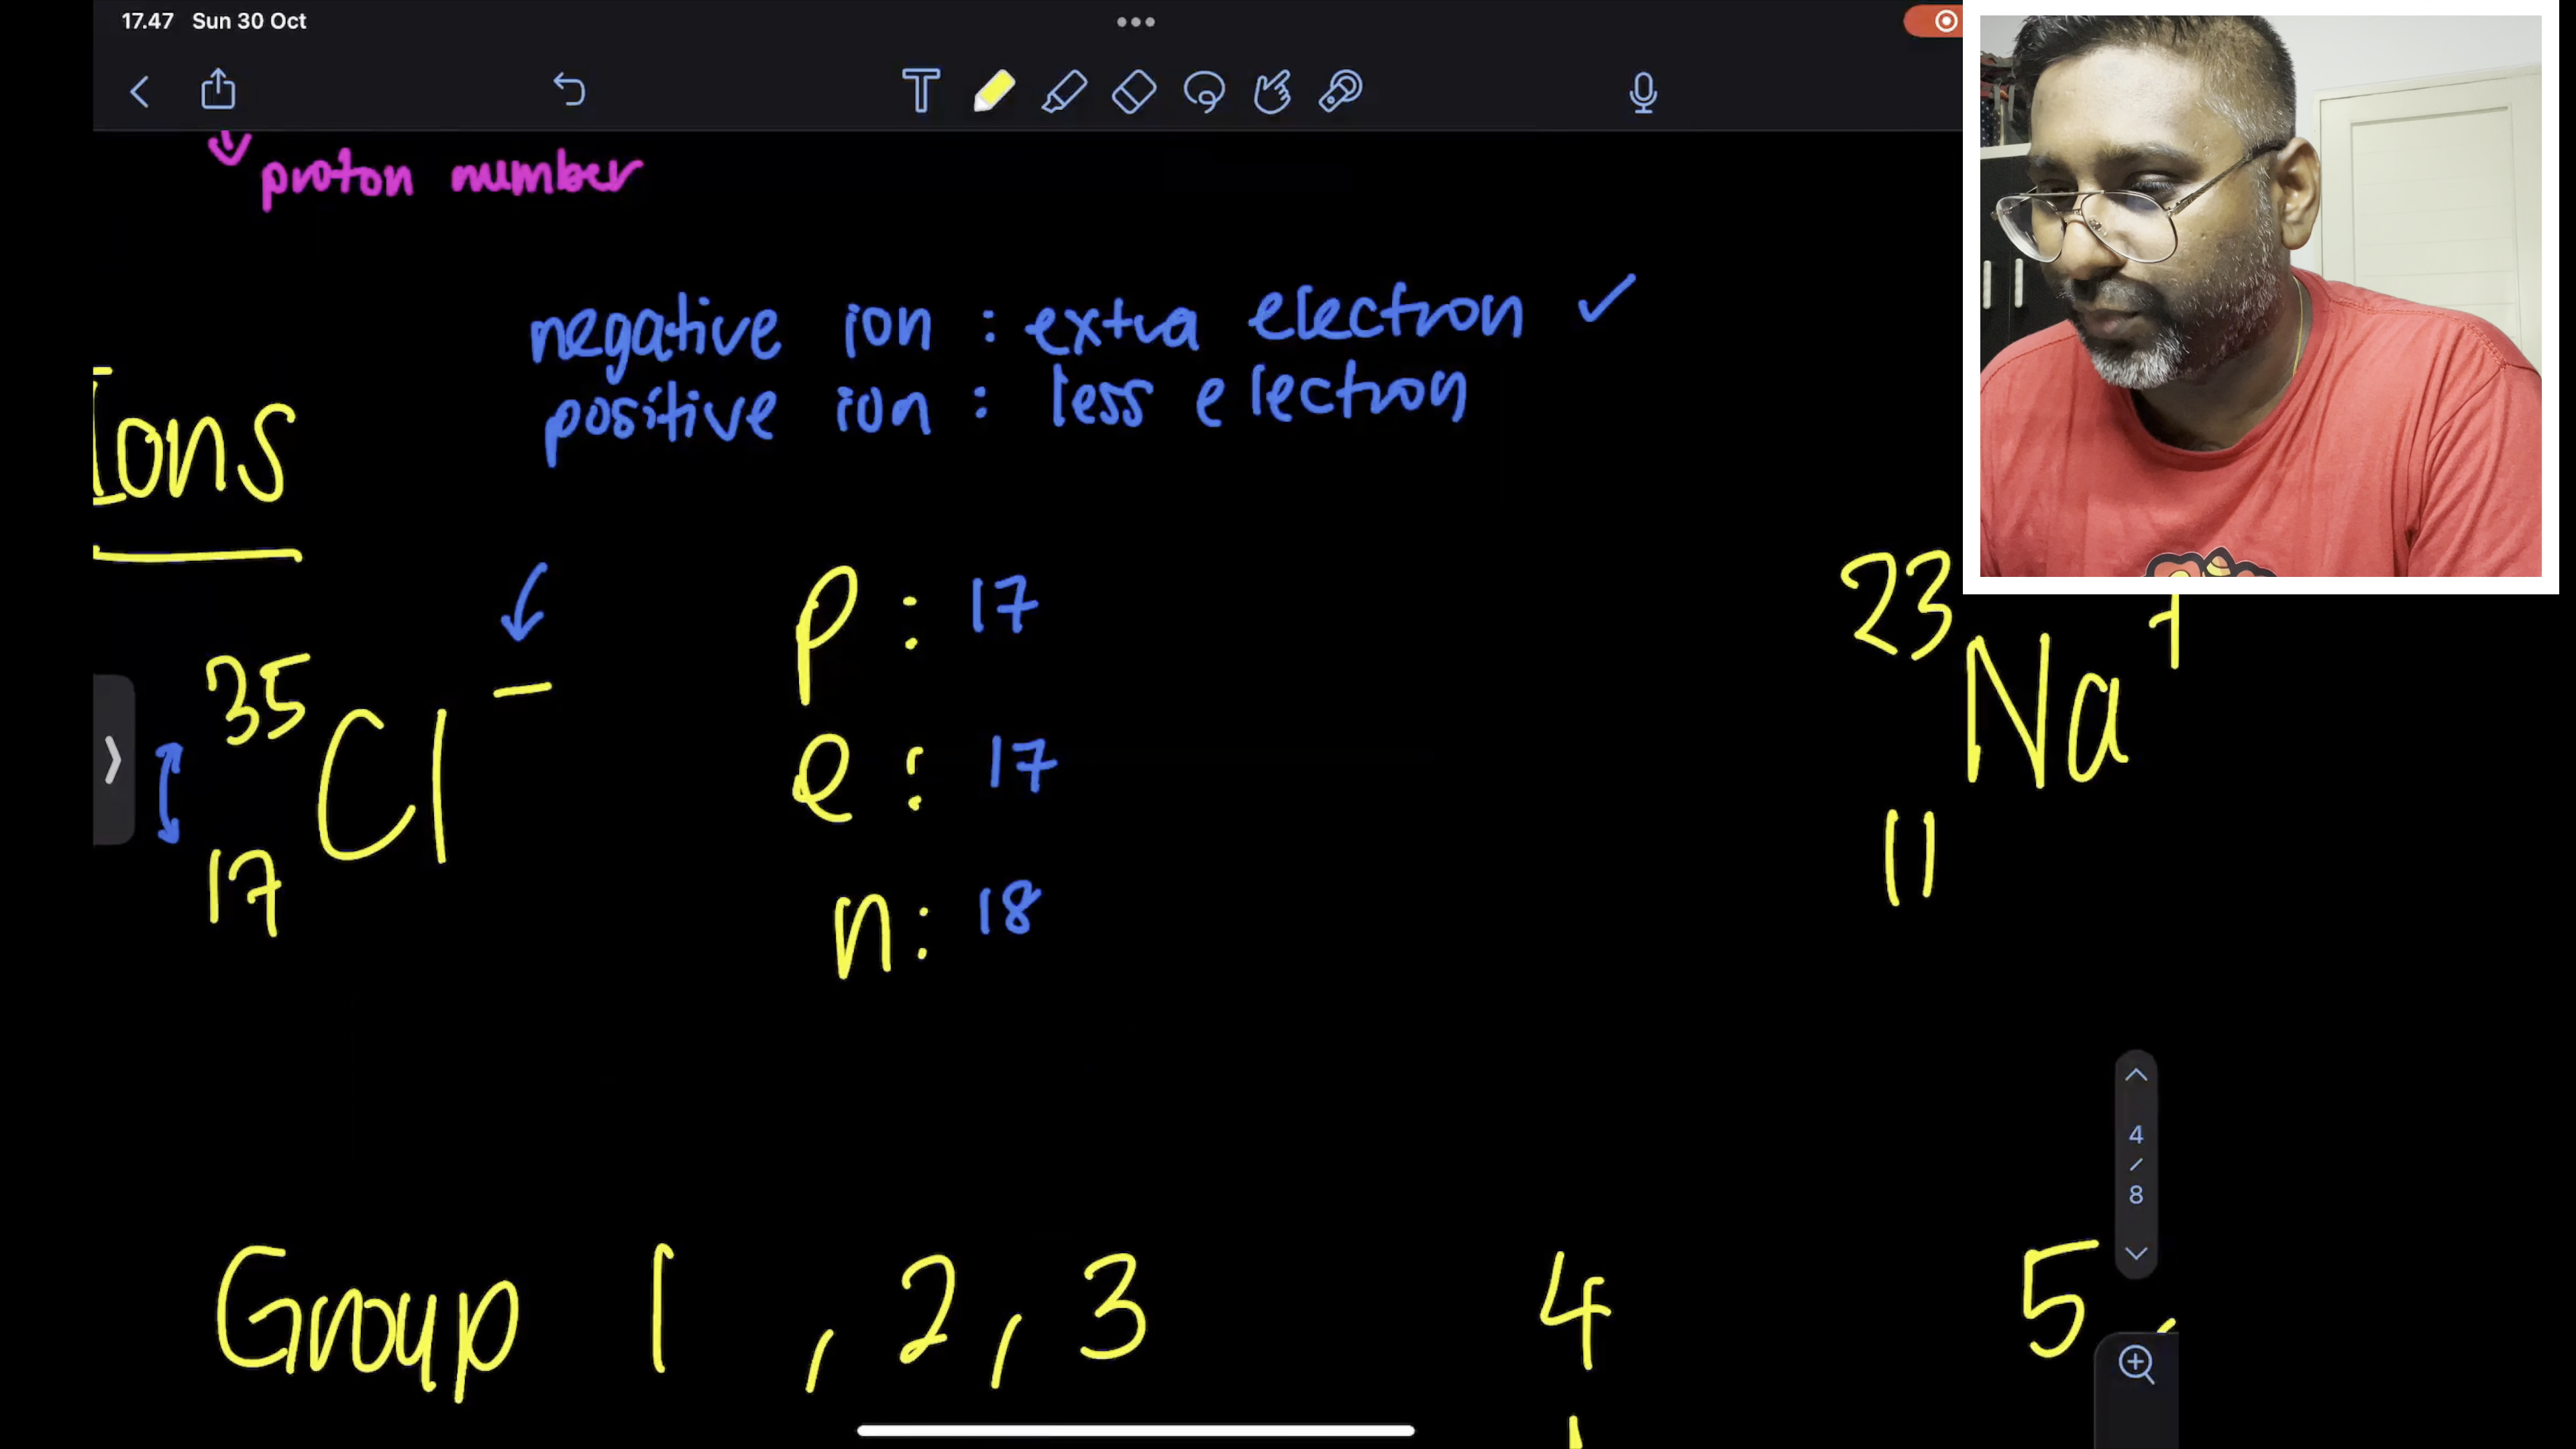 17.47 Sun 30 Oct
T
proton number
negative ion : extra electron ✓
positive ion : less electron
Ions
35
Cl −
17
p : 17
e : 17
n : 18
23
Na +
11
4
/
8
Group 1 , 2 , 3 4 5 ,